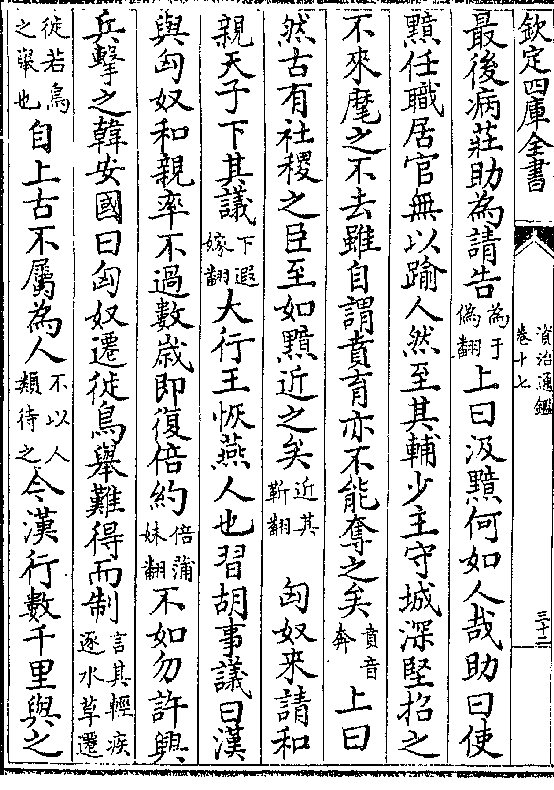 欽定四庫全書
資治通鑑
卷十七
三十二
最後病莊助為請告為于偽翻上曰汲黯何如人哉助曰使
黯任職居官無以踰人然至其輔少主守城深堅招之
不來麾之不去雖自謂賁育亦不能奪之矣賁音奔上曰
然古有社稷之臣至如黯近之矣近其靳翻 匈奴來請和
親天子下其議下遐嫁翻大行王恢燕人也習胡事議曰漢
與匈奴和親率不過數歲即復倍約倍蒲妹翻不如勿許興
兵擊之韓安國曰匈奴遷徙鳥舉難得而制言其輕疾逐水草遷
徙若鳥之舉也自上古不屬為人不以人類待之今漢行數千里與之